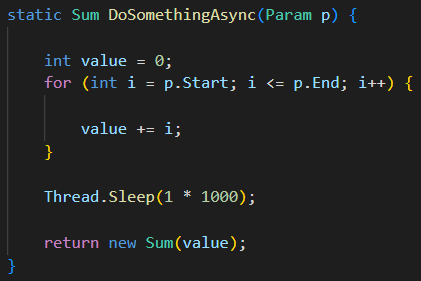 static Sum DoSomethingAsync(Param p) {
int value = 0;
for (int i = p.Start; i <= p.End; i++) {
value += i;
}
Thread.Sleep(1 * 1000);
return new Sum(value);
}